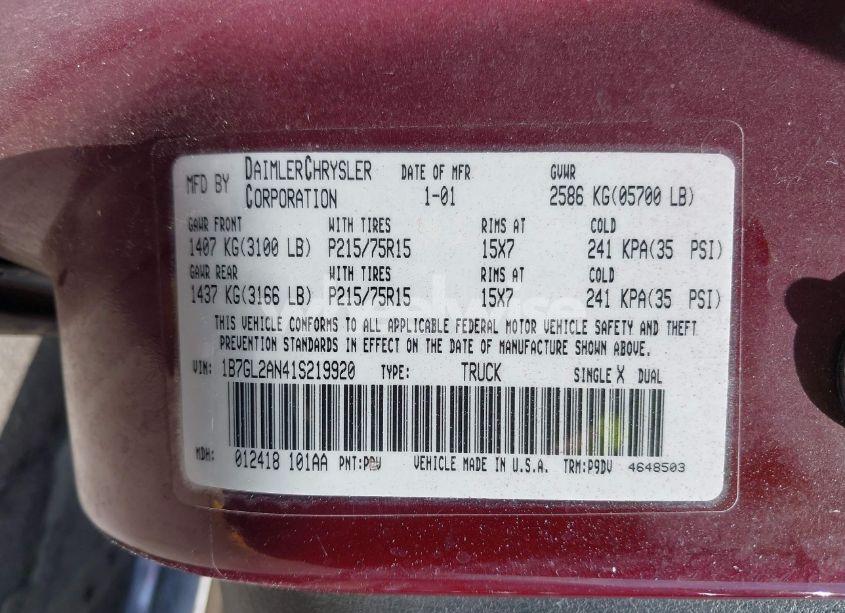 MFD BY DAIMLERCHRYSLER CORPORATION DATE OF MFR 1-01 GVWR 2586 KG(05700 LB)
GAWR FRONT WITH TIRES RIMS AT COLD
1407 KG(3100 LB) P215/75R15 15X7 241 KPA(35 PSI)
GAWR REAR WITH TIRES RIMS AT COLD
1437 KG(3166 LB) P215/75R15 15X7 241 KPA(35 PSI)
THIS VEHICLE CONFORMS TO ALL APPLICABLE FEDERAL MOTOR VEHICLE SAFETY AND THEFT
PREVENTION STANDARDS IN EFFECT ON THE DATE OF MANUFACTURE SHOWN ABOVE.
VIN: 1B7GL2AN41S219920 TYPE: TRUCK SINGLE X DUAL
MDH: 012418 101AA PNT: VEHICLE MADE IN U.S.A. TRM:P9DV 4648503